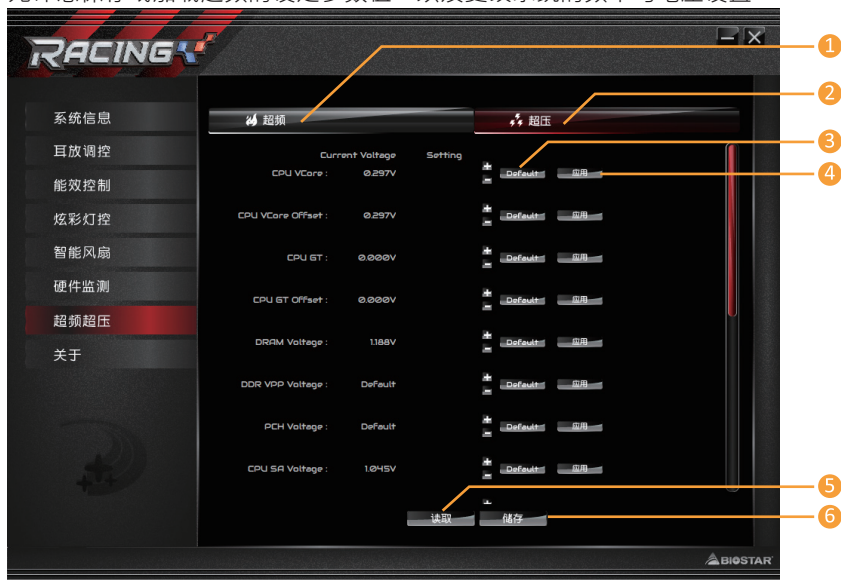 RACING
超频
超压
1
2
3
4
5
6
系统信息
耳放调控
能效控制
炫彩灯控
智能风扇
硬件监测
超频超压
关于
Current Voltage Setting
CPU VCore : 0.297V + - Default 应用
CPU VCore Offset : 0.297V + - Default 应用
CPU GT : 0.000V + - Default 应用
CPU GT Offset : 0.000V + - Default 应用
DRAM Voltage : 1.188V + - Default 应用
DDR VPP Voltage : Default + - Default 应用
PCH Voltage : Default + - Default 应用
CPU SA Voltage : 1.045V + - Default 应用
读取 储存
BIOSTAR